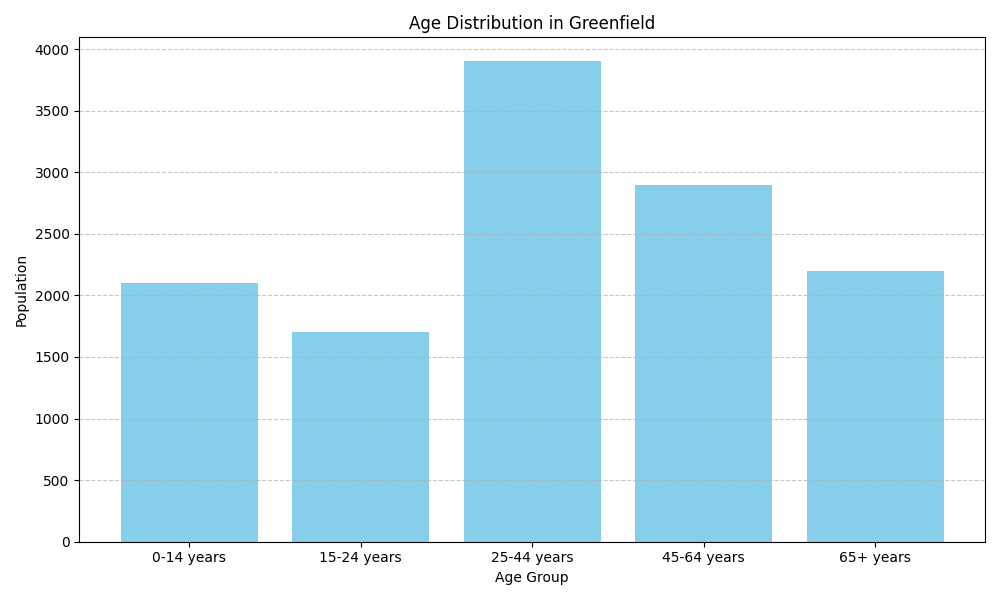 Age Distribution in Greenfield
4000
3500
3000
2500
2000
1500
1000
500
0
Population
0-14 years 15-24 years 25-44 years 45-64 years 65+ years
Age Group